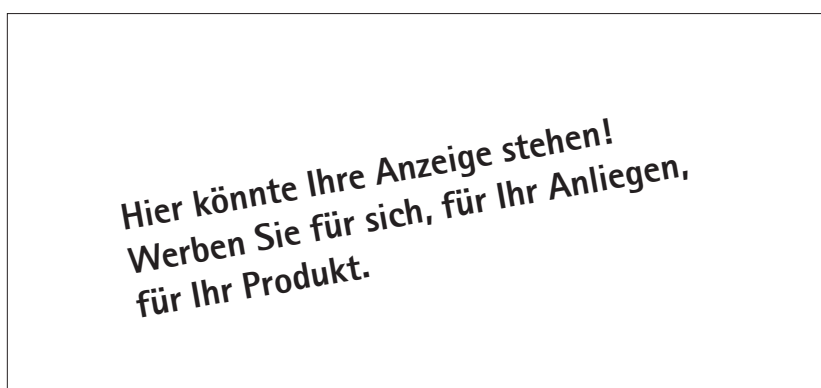 Hier könnte Ihre Anzeige stehen!
Werben Sie für sich, für Ihr Anliegen,
für Ihr Produkt.